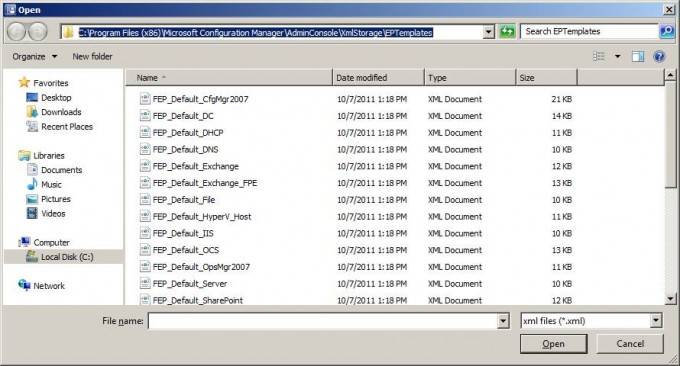 Open
C:\Program Files (x86)\Microsoft Configuration Manager\AdminConsole\XmlStorage\EPTemplates
Search EPTemplates
Organize New folder
Favorites
Desktop
Downloads
Recent Places
Libraries
Documents
Music
Pictures
Videos
Computer
Local Disk (C:)
Network
Name Date modified Type Size
FEP_Default_CfgMgr2007 10/7/2011 1:18 PM XML Document 21 KB
FEP_Default_DC 10/7/2011 1:18 PM XML Document 14 KB
FEP_Default_DHCP 10/7/2011 1:18 PM XML Document 11 KB
FEP_Default_DNS 10/7/2011 1:18 PM XML Document 10 KB
FEP_Default_Exchange 10/7/2011 1:18 PM XML Document 12 KB
FEP_Default_Exchange_FPE 10/7/2011 1:18 PM XML Document 13 KB
FEP_Default_File 10/7/2011 1:18 PM XML Document 10 KB
FEP_Default_HyperV_Host 10/7/2011 1:18 PM XML Document 11 KB
FEP_Default_IIS 10/7/2011 1:18 PM XML Document 10 KB
FEP_Default_OCS 10/7/2011 1:18 PM XML Document 13 KB
FEP_Default_OpsMgr2007 10/7/2011 1:18 PM XML Document 11 KB
FEP_Default_Server 10/7/2011 1:18 PM XML Document 10 KB
FEP_Default_SharePoint 10/7/2011 1:18 PM XML Document 12 KB
File name: xml files (*.xml)
Open Cancel